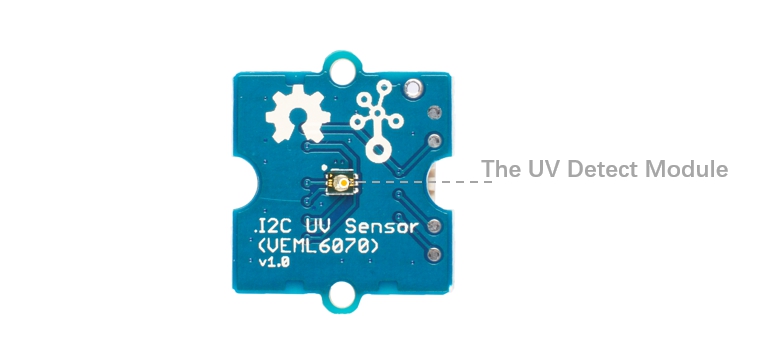 The UV Detect Module
I2C UV Sensor
(VEML6070)
v1.0